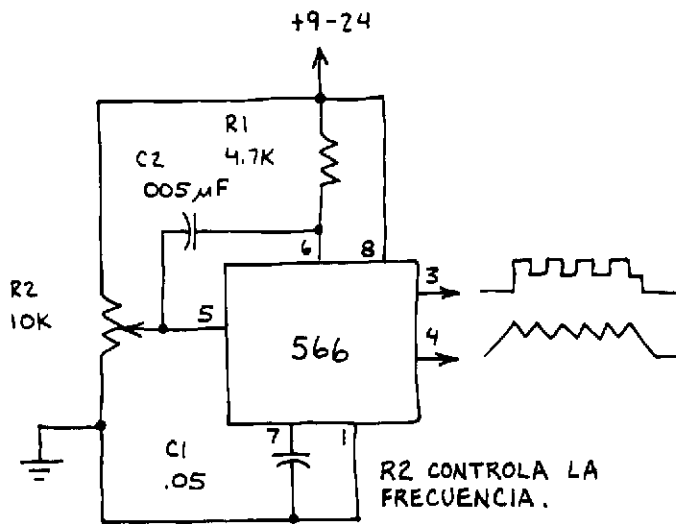 +9-24
R1
4.7K
C2
.005µF
6
8
3
R2
10K
5
566
4
7
1
C1
.05
R2 CONTROLA LA
FRECUENCIA.